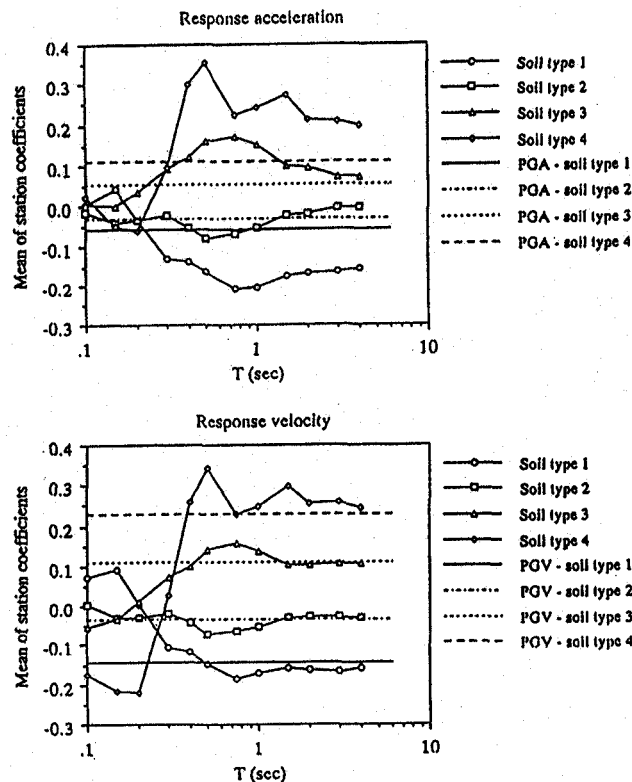 Response acceleration
Mean of station coefficients
0.4
0.3
0.2
0.1
0.0
-0.1
-0.2
-0.3
.1
1
10
T (sec)
Soil type 1
Soil type 2
Soil type 3
Soil type 4
PGA - soil type 1
PGA - soil type 2
PGA - soil type 3
PGA - soil type 4
Response velocity
Mean of station coefficients
0.4
0.3
0.2
0.1
0.0
-0.1
-0.2
-0.3
.1
1
10
T (sec)
Soil type 1
Soil type 2
Soil type 3
Soil type 4
PGV - soil type 1
PGV - soil type 2
PGV - soil type 3
PGV - soil type 4